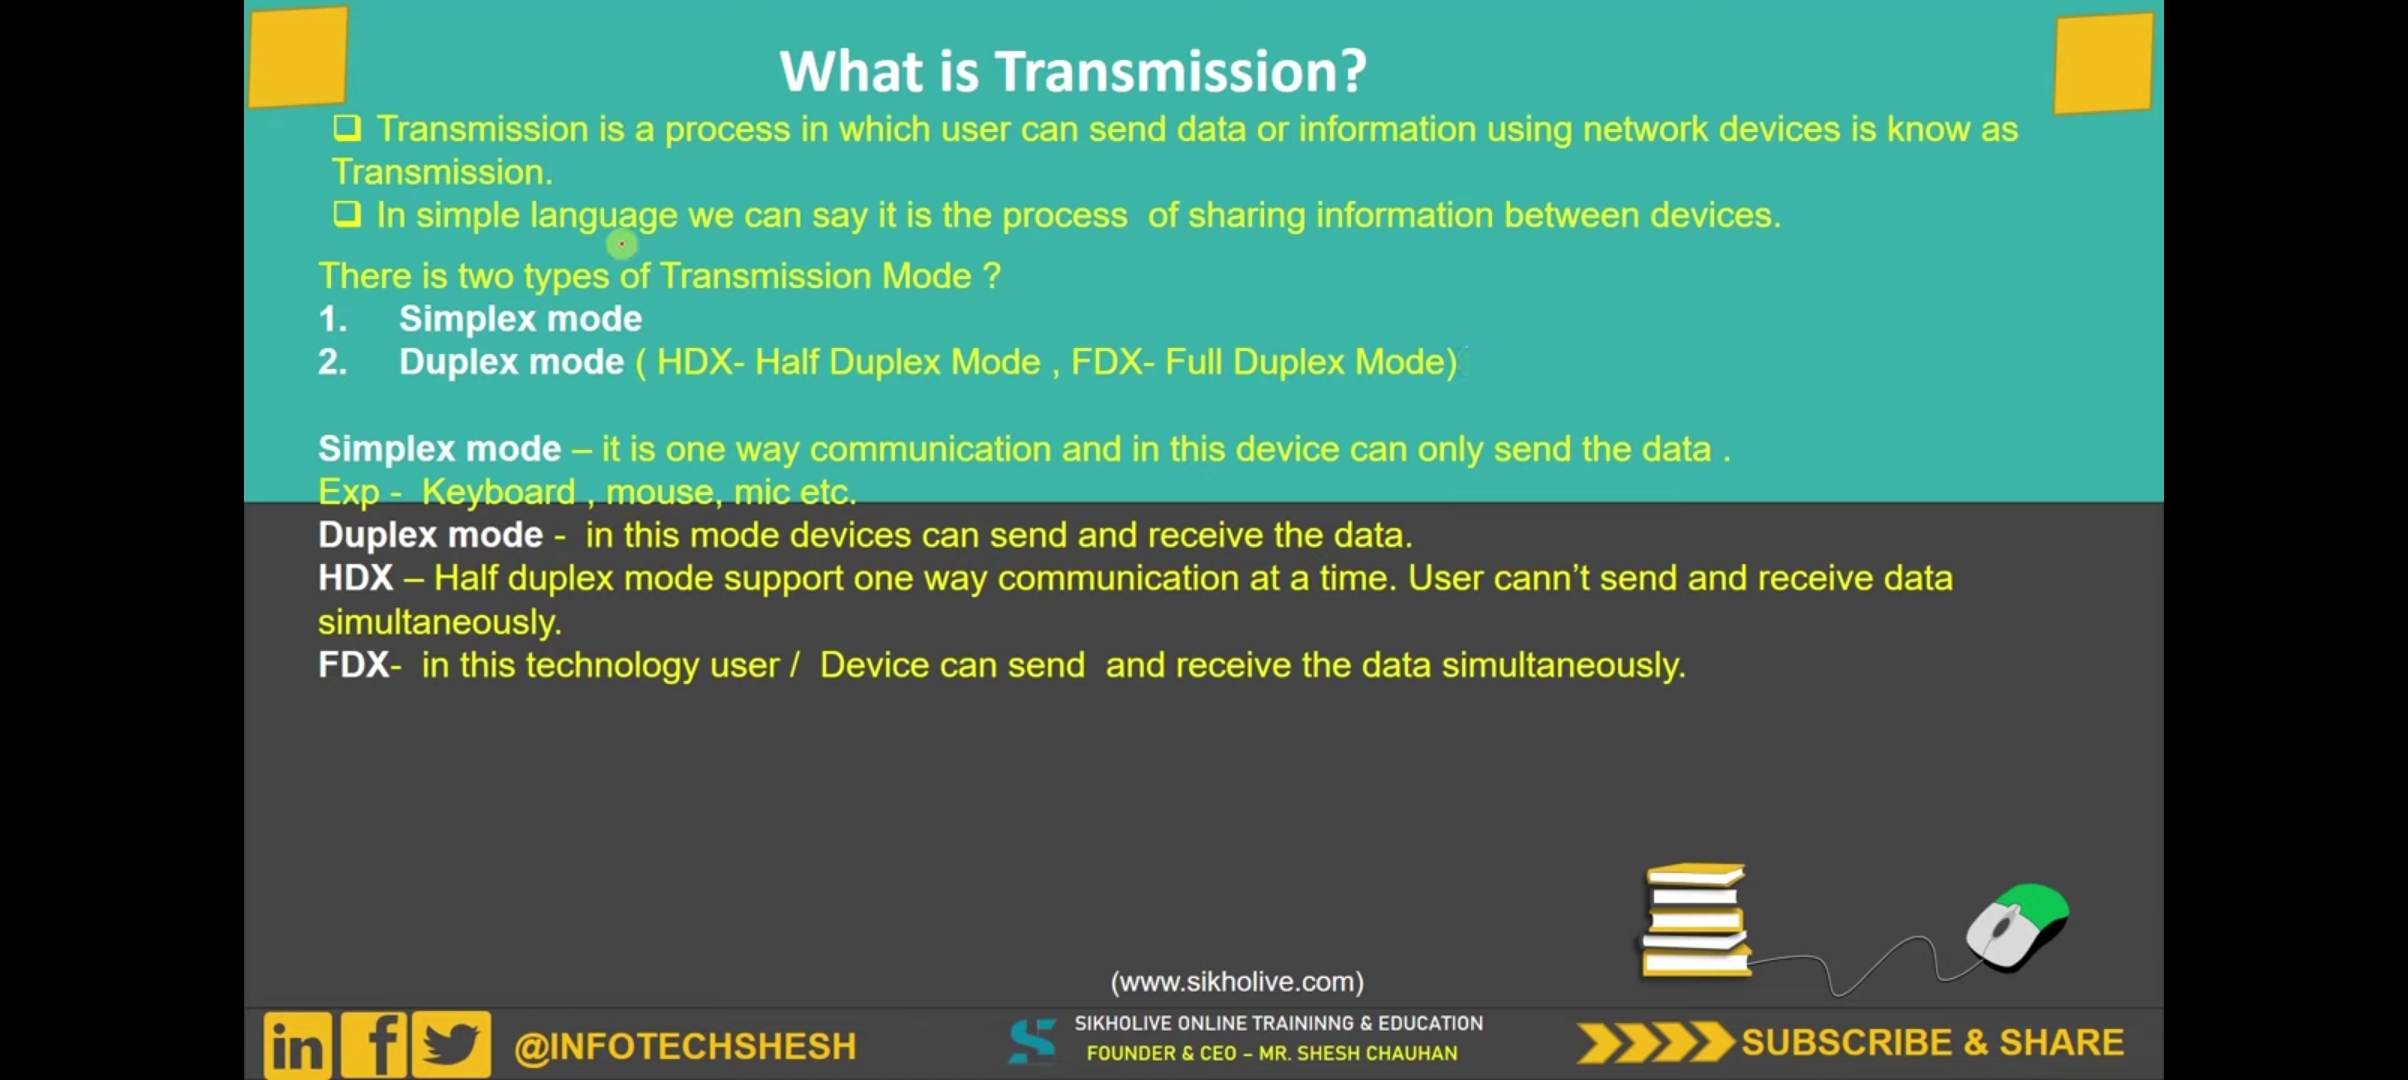 What is Transmission?
❑ Transmission is a process in which user can send data or information using network devices is know as
Transmission.
❑ In simple language we can say it is the process of sharing information between devices.
There is two types of Transmission Mode ?
1. Simplex mode
2. Duplex mode ( HDX- Half Duplex Mode , FDX- Full Duplex Mode)
Simplex mode – it is one way communication and in this device can only send the data .
Exp - Keyboard , mouse, mic etc.
Duplex mode - in this mode devices can send and receive the data.
HDX – Half duplex mode support one way communication at a time. User cann’t send and receive data
simultaneously.
FDX- in this technology user / Device can send and receive the data simultaneously.
(www.sikholive.com)
in f @INFOTECHSHESH
SIKHOLIVE ONLINE TRAININNG & EDUCATION
FOUNDER & CEO – MR. SHESH CHAUHAN
SUBSCRIBE & SHARE